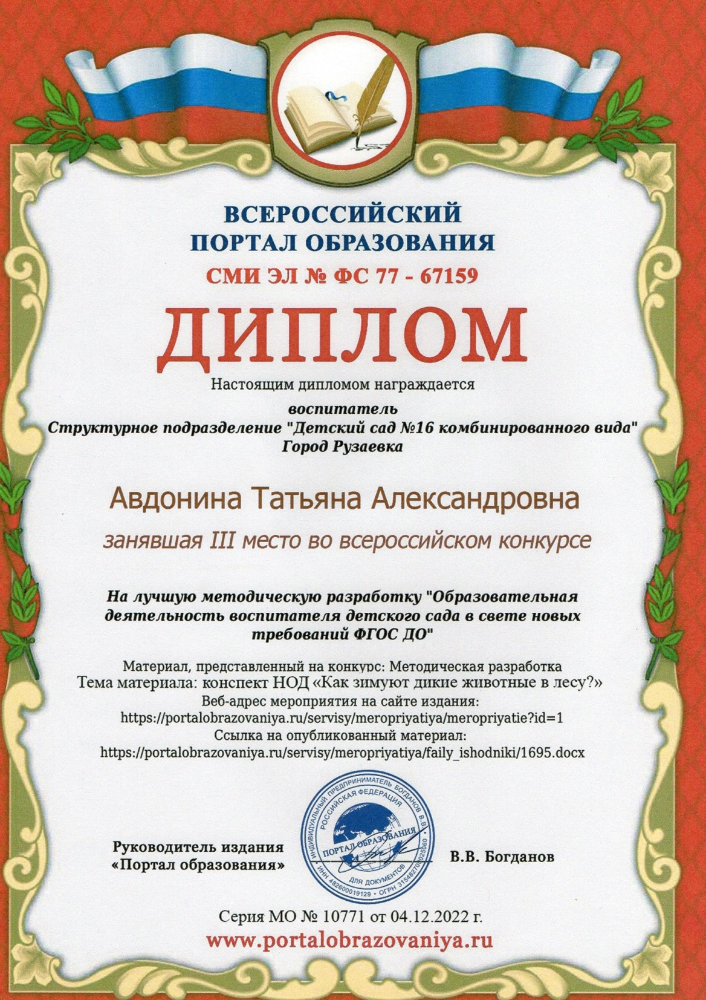 ВСЕРОССИЙСКИЙ
ПОРТАЛ ОБРАЗОВАНИЯ
СМИ ЭЛ № ФС 77 - 67159
ДИПЛОМ
Настоящим дипломом награждается
воспитатель
Структурное подразделение "Детский сад №16 комбинированного вида"
Город Рузаевка
Авдонина Татьяна Александровна
занявшая III место во всероссийском конкурсе
На лучшую методическую разработку "Образовательная
деятельность воспитателя детского сада в свете новых
требований ФГОС ДО"
Материал, представленный на конкурс: Методическая разработка
Тема материала: конспект НОД «Как зимуют дикие животные в лесу?»
Веб-адрес мероприятия на сайте издания:
https://portalobrazovaniya.ru/servisy/meropriyatiya/meropriyatie?id=1
Ссылка на опубликованный материал:
https://portalobrazovaniya.ru/servisy/meropriyatiya/faily_ishodniki/1695.docx
ИНДИВИДУАЛЬНЫЙ ПРЕДПРИНИМАТЕЛЬ БОГДАНОВ В.В.
РОССИЙСКАЯ ФЕДЕРАЦИЯ
ПОРТАЛ ОБРАЗОВАНИЯ
ДЛЯ ДОКУМЕНТОВ
ИНН 482600019129 • ОГРН 315482700025060
Руководитель издания
«Портал образования»
В.В. Богданов
Серия МО № 10771 от 04.12.2022 г.
www.portalobrazovaniya.ru